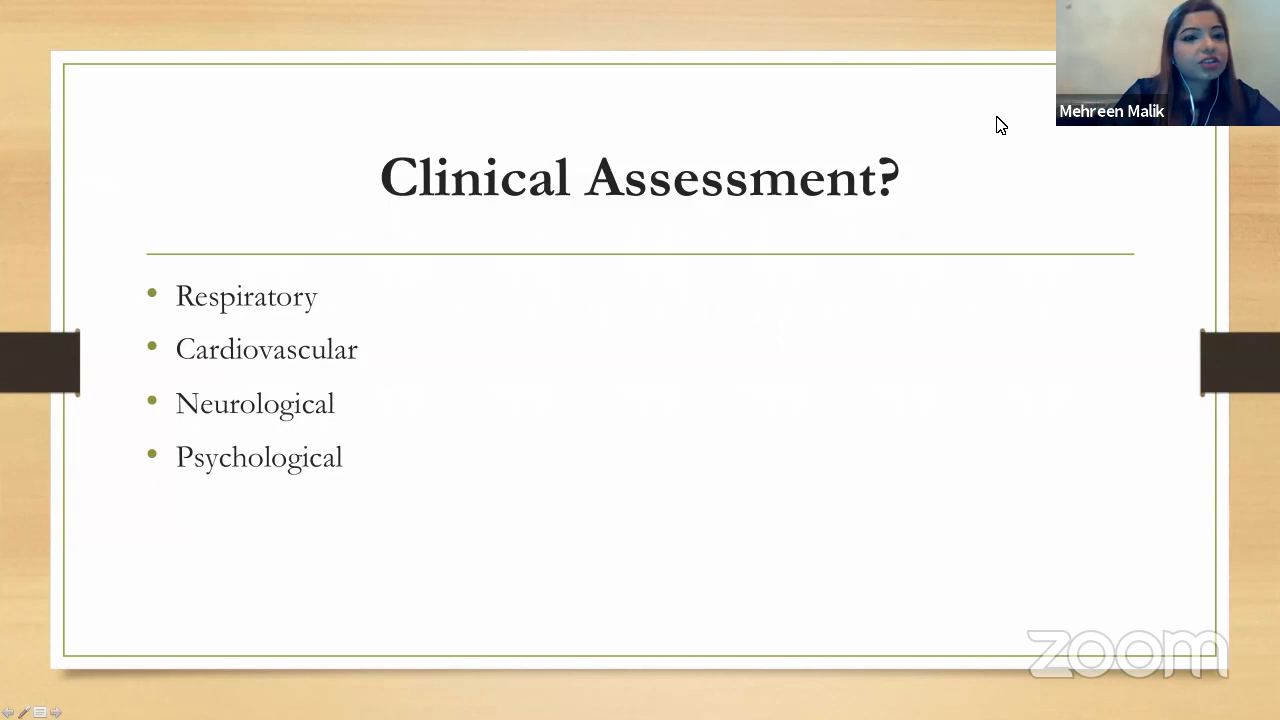 Mehreen Malik
Clinical Assessment?
• Respiratory
• Cardiovascular
• Neurological
• Psychological
zoom